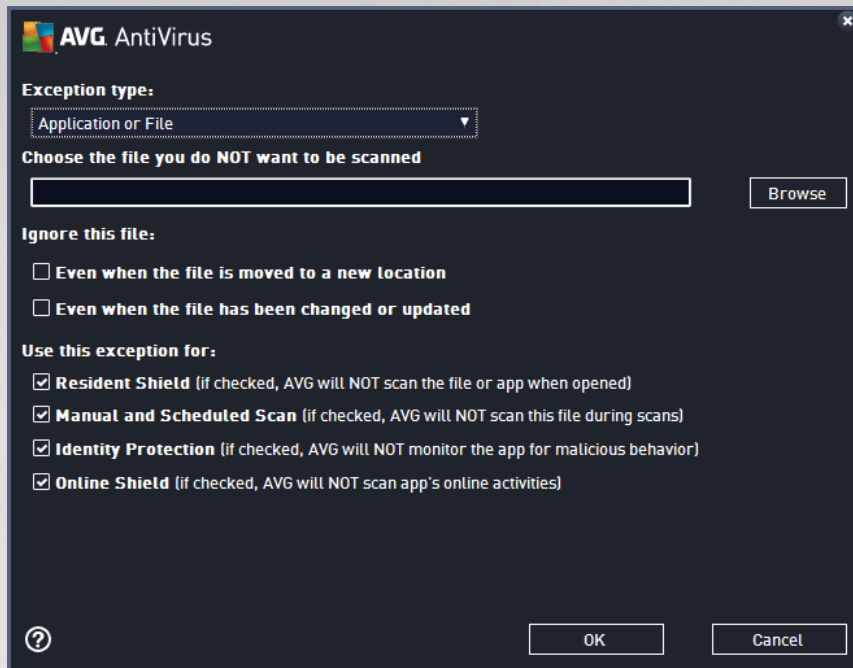 AVG. AntiVirus
Exception type:
Application or File
Choose the file you do NOT want to be scanned
Browse
Ignore this file:
Even when the file is moved to a new location
Even when the file has been changed or updated
Use this exception for:
Resident Shield (if checked, AVG will NOT scan the file or app when opened)
Manual and Scheduled Scan (if checked, AVG will NOT scan this file during scans)
Identity Protection (if checked, AVG will NOT monitor the app for malicious behavior)
Online Shield (if checked, AVG will NOT scan app's online activities)
? OK Cancel